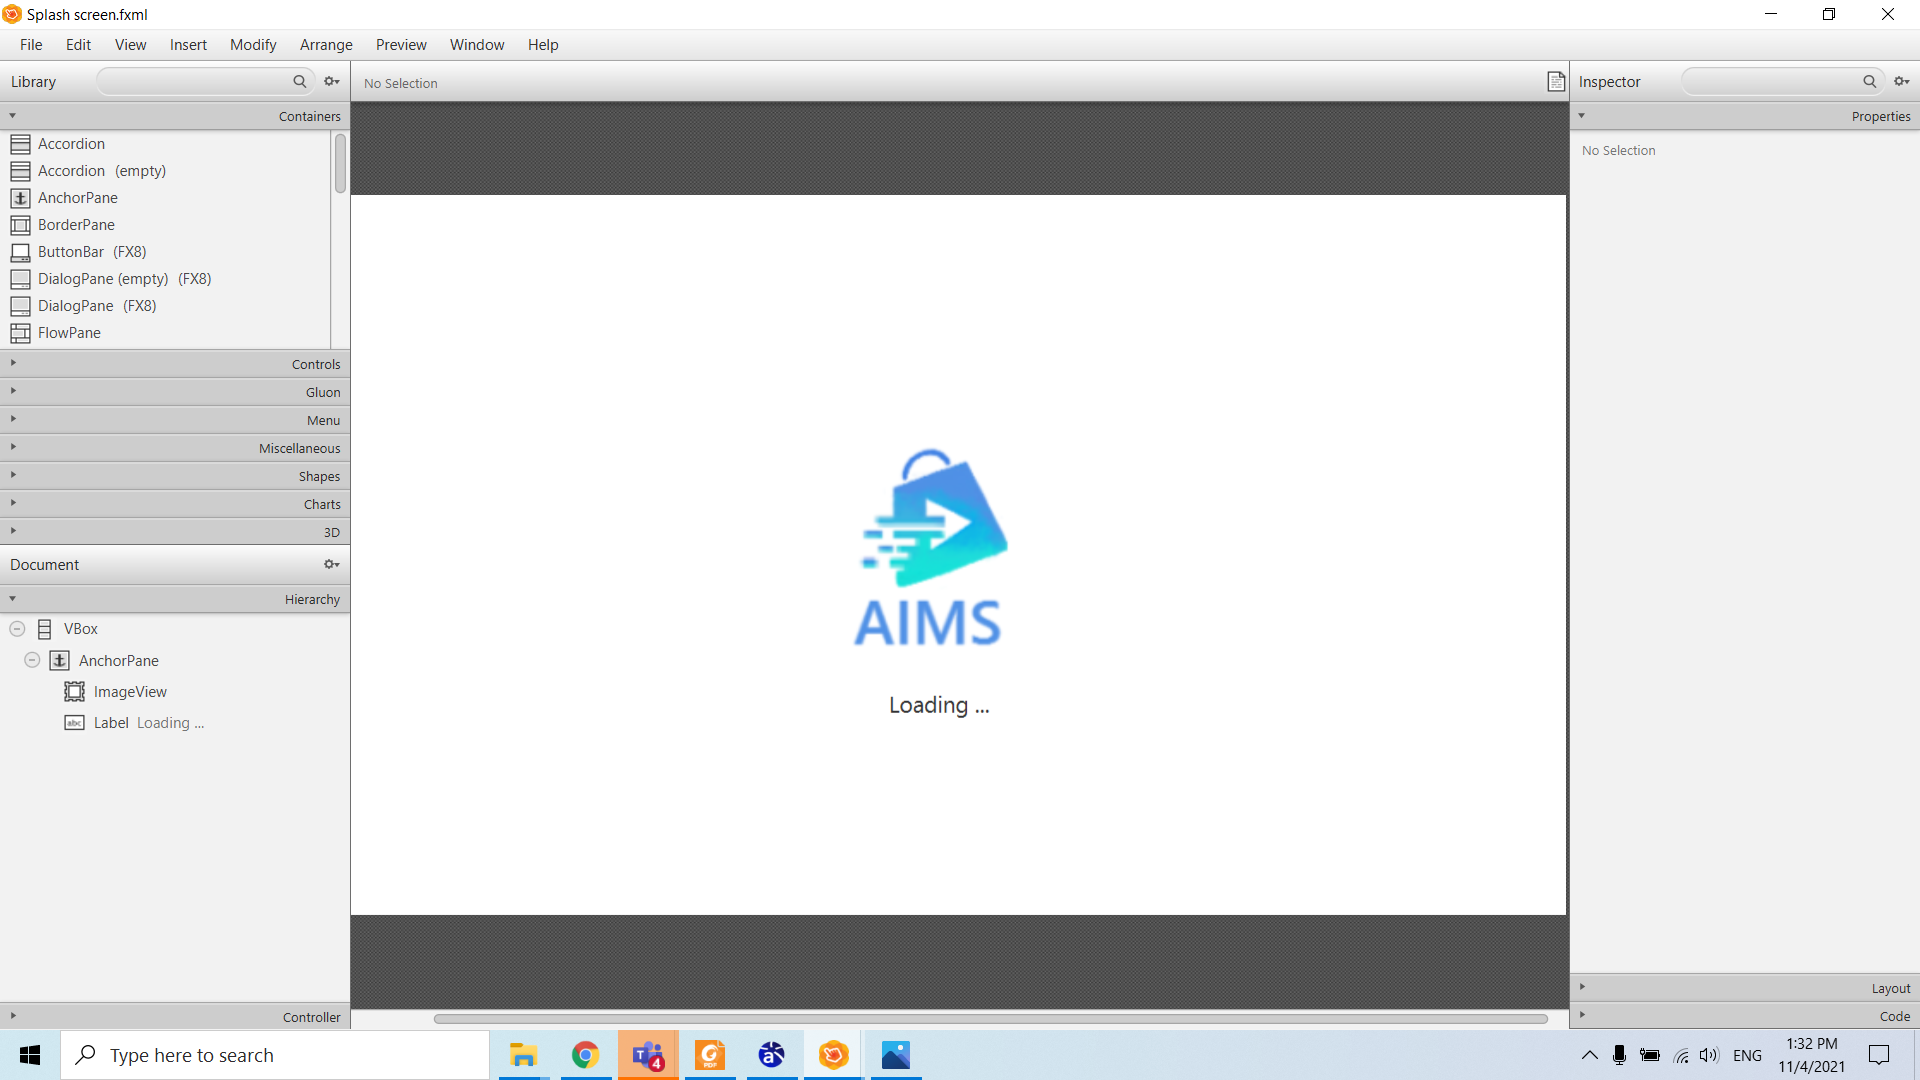 Splash screen.fxml
File Edit View Insert Modify Arrange Preview Window Help
Library
No Selection
Inspector
Containers
Properties
Accordion
Accordion (empty)
AnchorPane
BorderPane
ButtonBar (FX8)
DialogPane (empty) (FX8)
DialogPane (FX8)
FlowPane
No Selection
Controls
Gluon
Menu
Miscellaneous
Shapes
Charts
3D
Document
Hierarchy
VBox
AnchorPane
ImageView
abc Label Loading ...
AIMS
Loading ...
Controller
Layout
Code
Type here to search
T 4
PDF
a
ENG
1:32 PM
11/4/2021